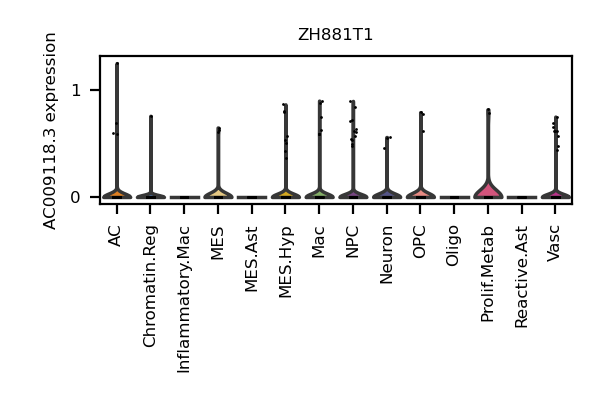 ZH881T1
AC009118.3 expression
1
0
AC
Chromatin.Reg
Inflammatory.Mac
MES
MES.Ast
MES.Hyp
Mac
NPC
Neuron
OPC
Oligo
Prolif.Metab
Reactive.Ast
Vasc